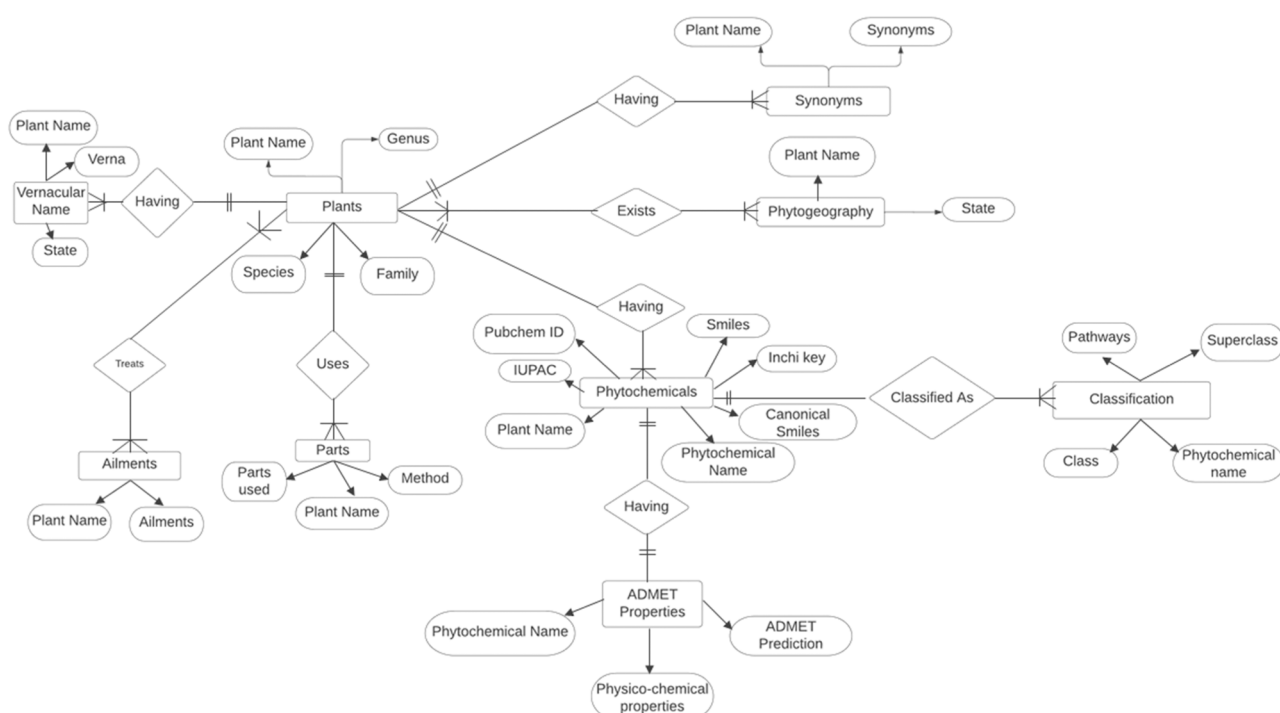 Plant Name
Synonyms
Having
Synonyms
Plant Name
Verna
Vernacular
Name
State
Having
Plant Name
Genus
Plants
Species
Family
Exists
Plant Name
Phytogeography
State
Treats
Ailments
Plant Name
Ailments
Uses
Parts
Parts
used
Plant Name
Method
Having
Pubchem ID
Smiles
IUPAC
Inchi key
Phytochemicals
Plant Name
Canonical
Smiles
Phytochemical
Name
Classified As
Pathways
Superclass
Classification
Class
Phytochemical
name
Having
ADMET
Properties
Phytochemical Name
ADMET
Prediction
Physico-chemical
properties